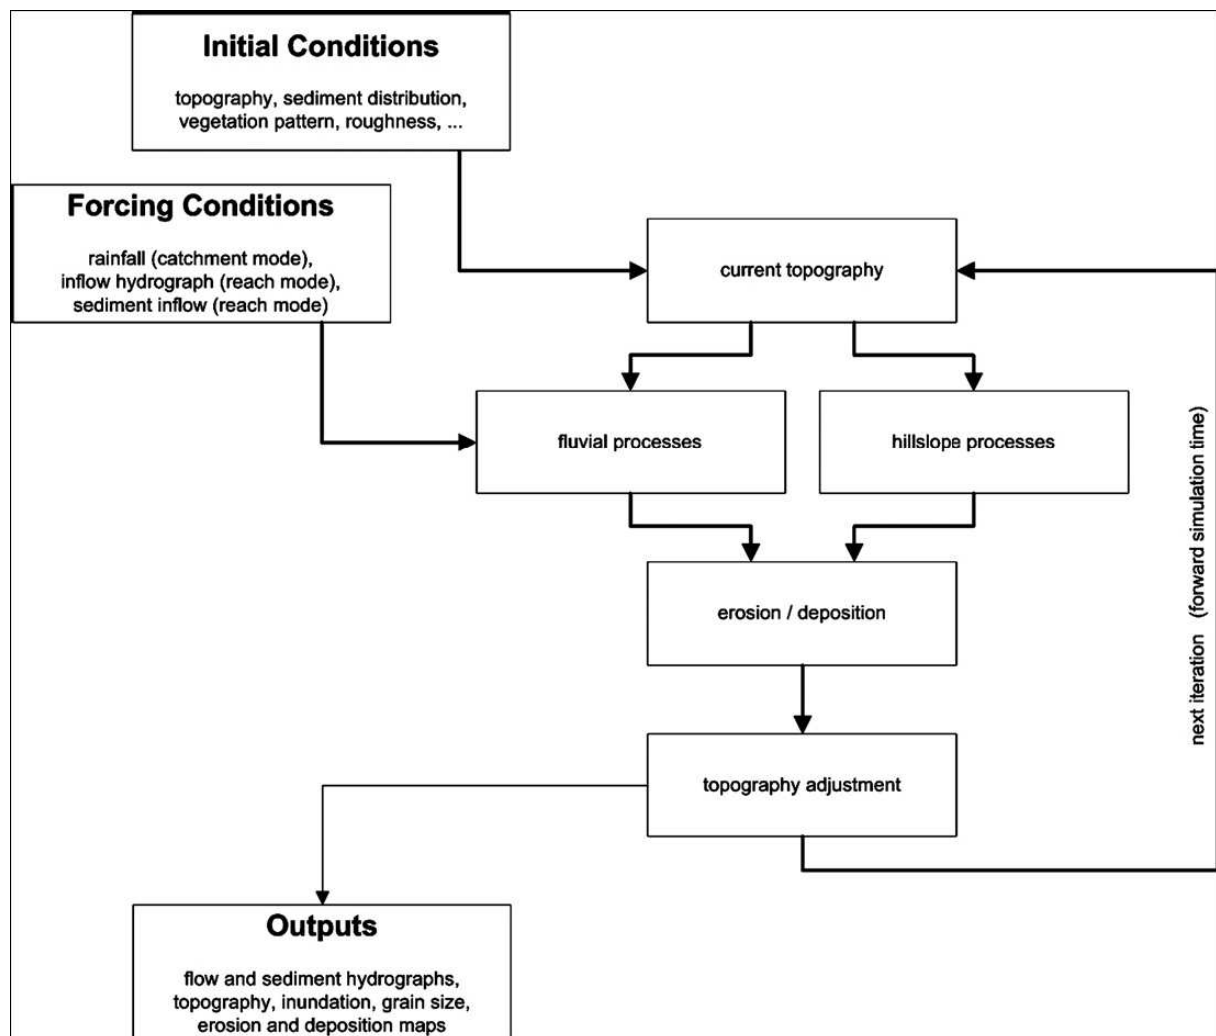 Initial Conditions
topography, sediment distribution,
vegetation pattern, roughness, ...
Forcing Conditions
rainfall (catchment mode),
inflow hydrograph (reach mode),
sediment inflow (reach mode)
current topography
fluvial processes
hillslope processes
erosion / deposition
topography adjustment
next iteration (forward simulation time)
Outputs
flow and sediment hydrographs,
topography, inundation, grain size,
erosion and deposition maps